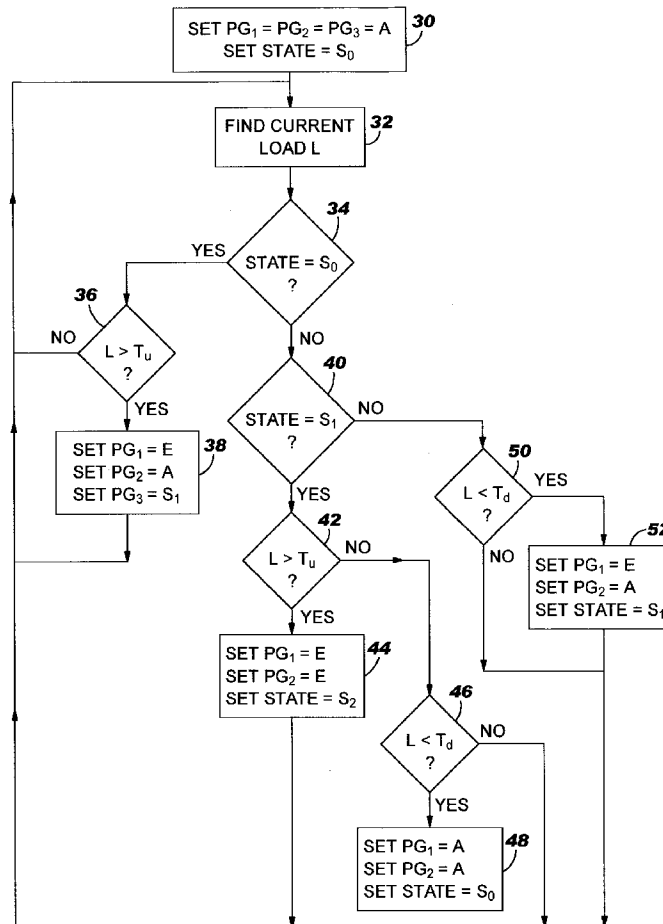 SET PG₁ = PG₂ = PG₃ = A
SET STATE = S₀
30
FIND CURRENT
LOAD L
32
34
YES
STATE = S₀
?
NO
36
NO
L > Tᵤ
?
YES
SET PG₁ = E
SET PG₂ = A
SET PG₃ = S₁
38
40
STATE = S₁
?
NO
YES
50
L < T_d
?
YES
NO
52
SET PG₁ = E
SET PG₂ = A
SET STATE = S₁
42
L > Tᵤ
?
NO
YES
SET PG₁ = E
SET PG₂ = E
SET STATE = S₂
44
46
L < T_d
?
NO
YES
SET PG₁ = A
SET PG₂ = A
SET STATE = S₀
48